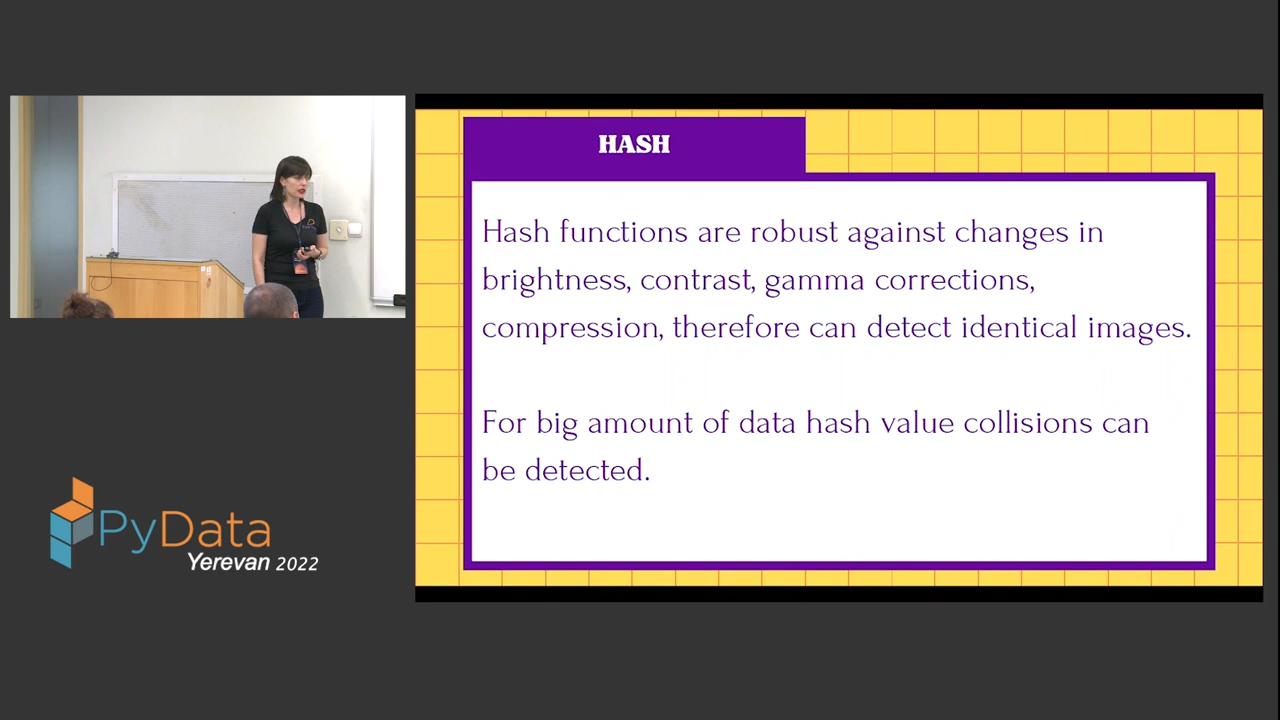 HASH
Hash functions are robust against changes in
brightness, contrast, gamma corrections,
compression, therefore can detect identical images.
For big amount of data hash value collisions can
be detected.
PyData
Yerevan 2022